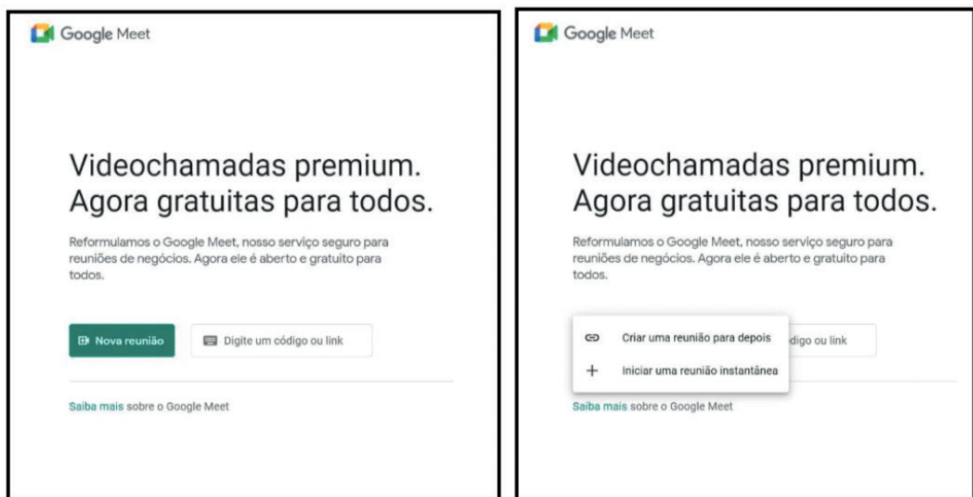 Google Meet
Videochamadas premium.
Agora gratuitas para todos.
Reformulamos o Google Meet, nosso serviço seguro para
reuniões de negócios. Agora ele é aberto e gratuito para
todos.
Nova reunião
Digite um código ou link
Saiba mais sobre o Google Meet
Google Meet
Videochamadas premium.
Agora gratuitas para todos.
Reformulamos o Google Meet, nosso serviço seguro para
reuniões de negócios. Agora ele é aberto e gratuito para
todos.
Criar uma reunião para depois
digo ou link
Iniciar uma reunião instantânea
Saiba mais sobre o Google Meet